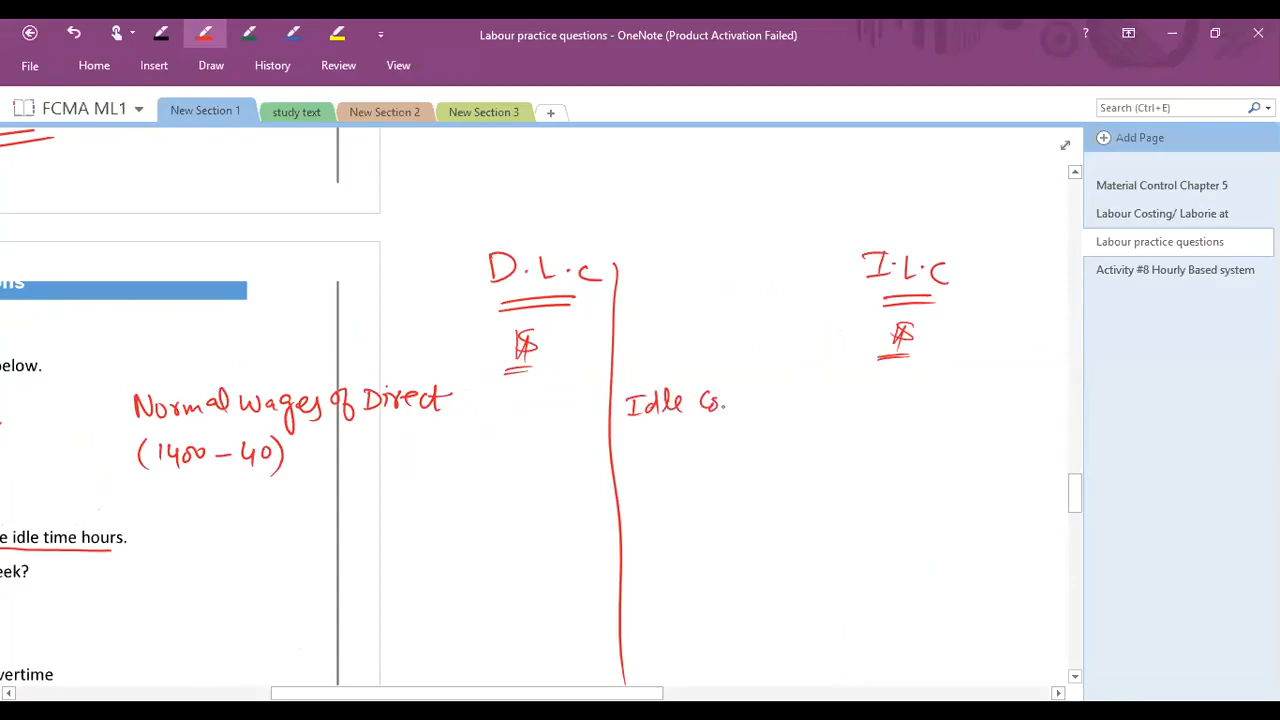 Labour practice questions - OneNote (Product Activation Failed)
File Home Insert Draw History Review View
FCMA ML1 New Section 1 study text New Section 2 New Section 3
Search (Ctrl+E)
Add Page
Material Control Chapter 5
Labour Costing/ Laborie at
Labour practice questions
Activity #8 Hourly Based system
D.L.C I.L.C
$ $
ons
below.
Normal wages of Direct Idle Co.
(1400 - 40)
e idle time hours.
eek?
vertime